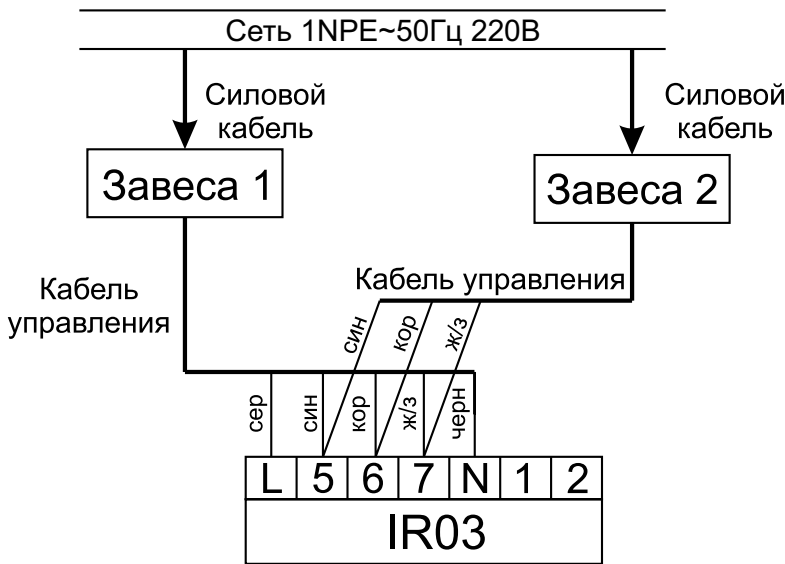 Сеть 1NPE~50Гц 220В
Силовой
кабель
Силовой
кабель
Завеса 1
Завеса 2
Кабель
управления
Кабель управления
син
кор
ж/з
сер
син
кор
ж/з
черн
L 5 6 7 N 1 2
IR03